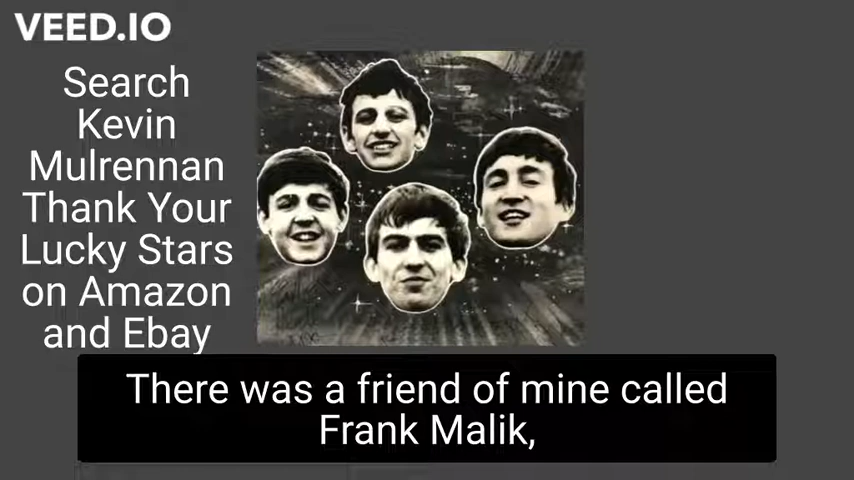 VEED.IO
Search
Kevin
Mulrennan
Thank Your
Lucky Stars
on Amazon
and Ebay
There was a friend of mine called
Frank Malik,